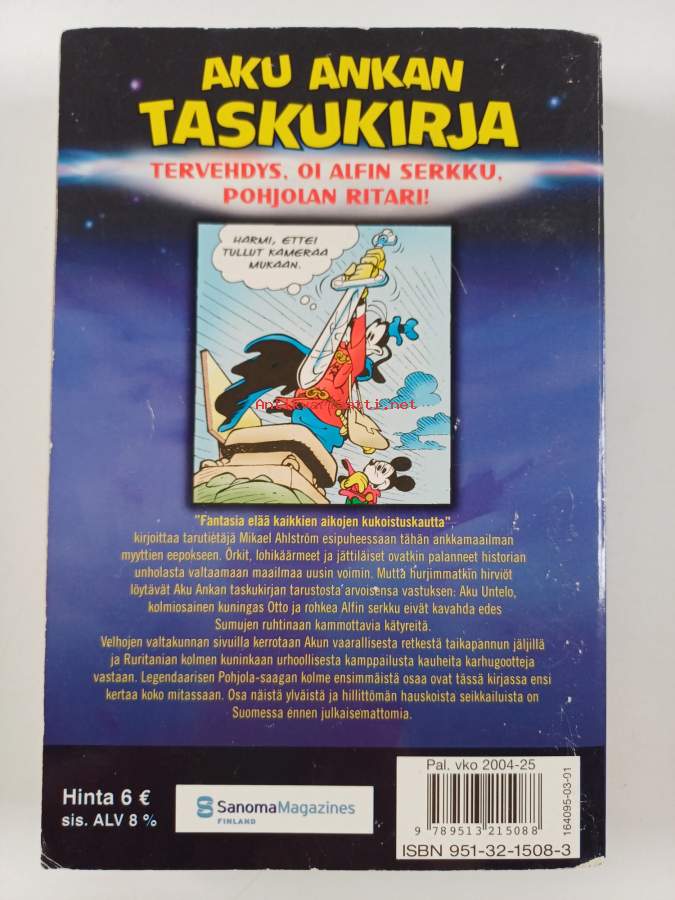 AKU ANKAN
TASKUKIRJA
TERVEHDYS, OI ALFIN SERKKU,
POHJOLAN RITARI!
HARMI, ETTEI
TULLUT KAMERAA
MUKAAN.
Antikvariaatti.net
"Fantasia elää kaikkien aikojen kukoistuskautta"
kirjoittaa tarutietäjä Mikael Ahlström esipuheessaan tähän ankkamaailman
myyttien eepokseen. Örkit, lohikäärmeet ja jättiläiset ovatkin palanneet historian
unholasta valtaamaan maailmaa uusin voimin. Mutta hurjimmatkin hirviöt
löytävät Aku Ankan taskukirjan tarustosta arvoisensa vastuksen: Aku Untelo,
kolmiosainen kuningas Otto ja rohkea Alfin serkku eivät kavahda edes
Sumujen ruhtinaan kammottavia kätyreitä.
Velhojen valtakunnan sivuilla kerrotaan Akun vaarallisesta retkestä taikapannun jäljillä
ja Ruritanian kolmen kuninkaan urhoollisesta kamppailusta kauheita karhugootteja
vastaan. Legendaarisen Pohjola-saagan kolme ensimmäistä osaa ovat tässä kirjassa ensi
kertaa koko mitassaan. Osa näistä ylväistä ja hillittömän hauskoista seikkailuista on
Suomessa ennen julkaisemattomia.
Hinta 6 €
sis. ALV 8 %
SanomaMagazines
FINLAND
Pal. vko 2004-25
164095-03-01
9 789513 215088
ISBN 951-32-1508-3